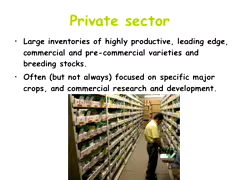 Private sector
• Large inventories of highly productive, leading edge,
commercial and pre-commercial varieties and
breeding stocks.
• Often (but not always) focused on specific major
crops, and commercial research and development.